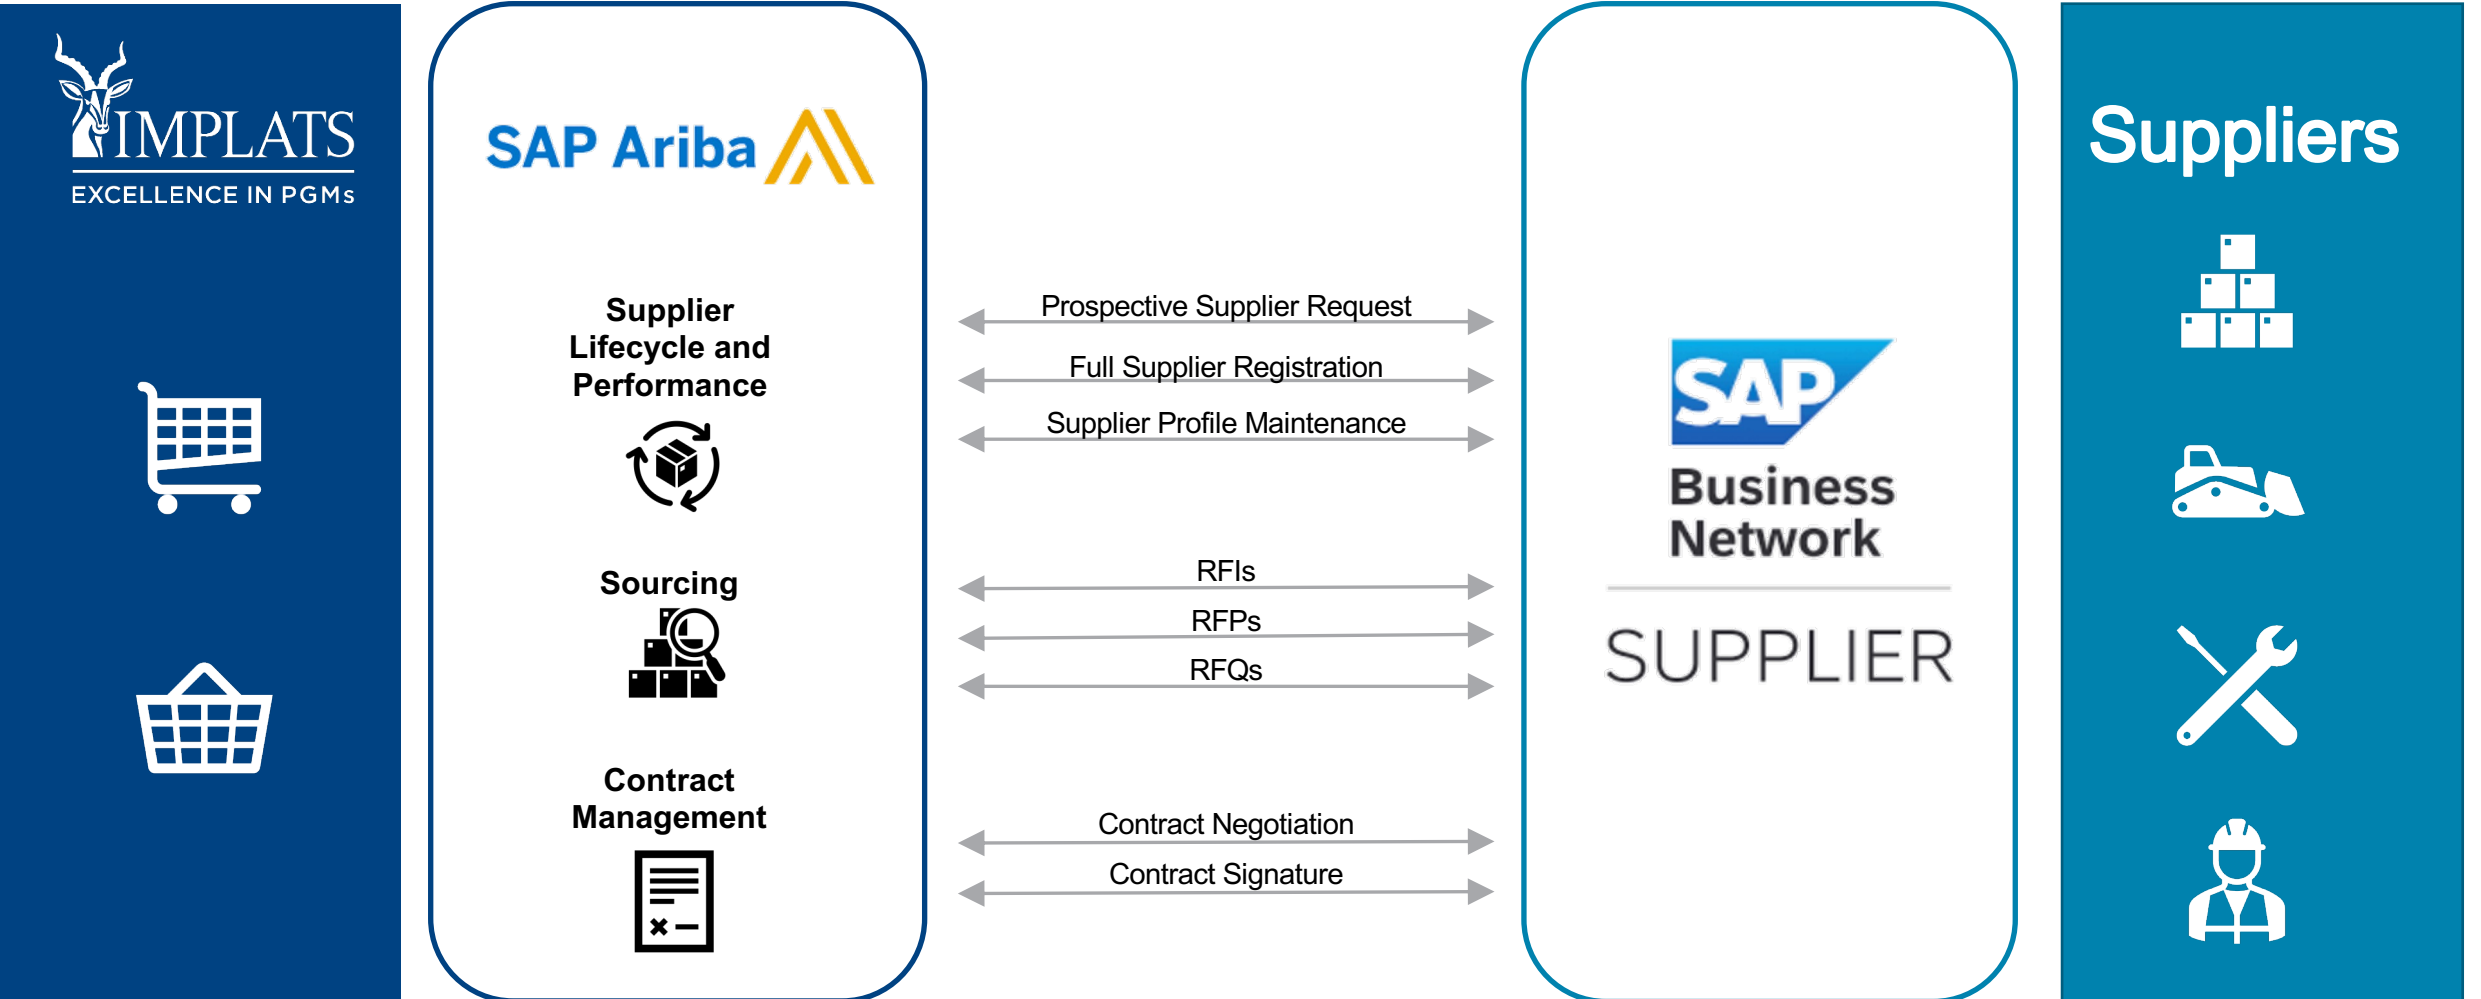 IMPLATS
EXCELLENCE IN PGMs
SAP Ariba
Supplier
Lifecycle and
Performance
Sourcing
Contract
Management
Prospective Supplier Request
Full Supplier Registration
Supplier Profile Maintenance
RFIs
RFPs
RFQs
Contract Negotiation
Contract Signature
SAP
Business
Network
SUPPLIER
Suppliers